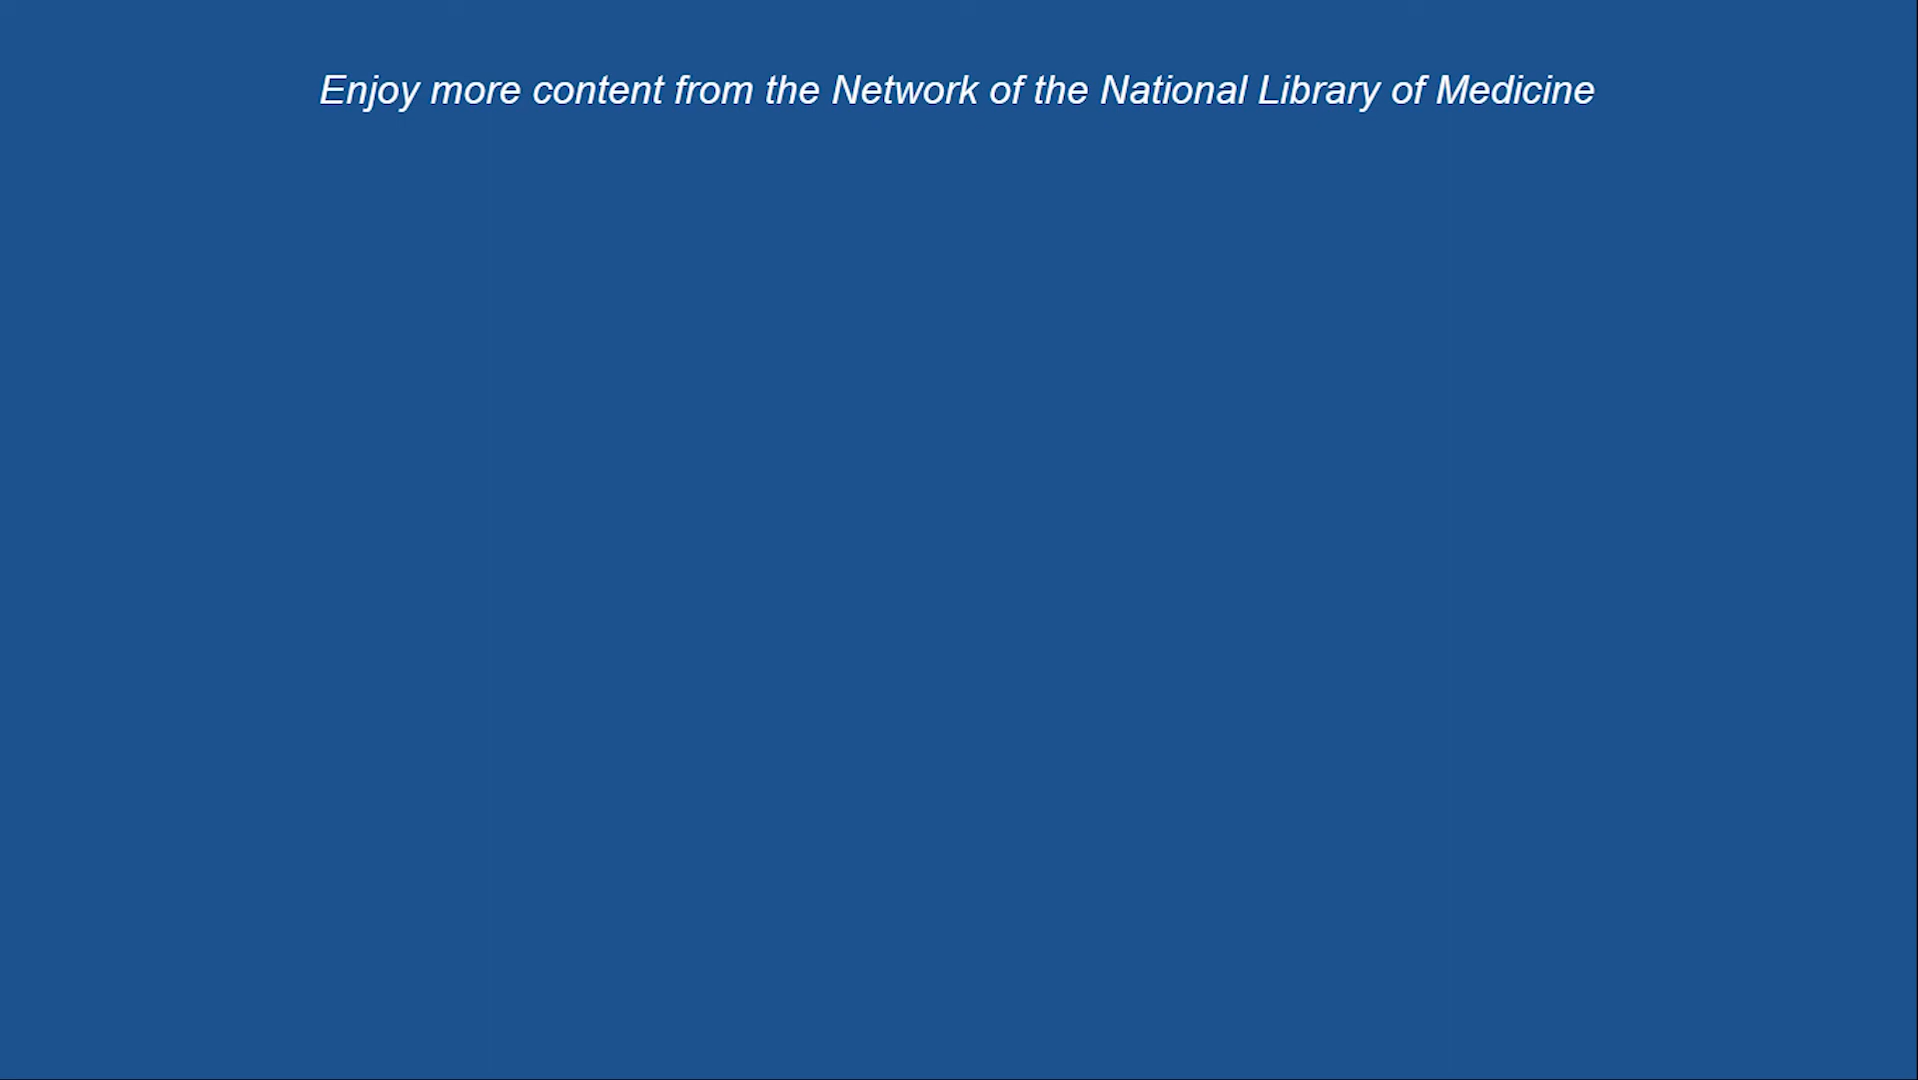 Enjoy more content from the Network of the National Library of Medicine